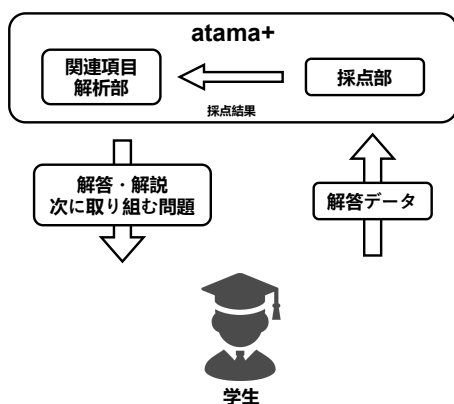 atama+
関連項目
解析部
採点部
採点結果
解答・解説
次に取り組む問題
解答データ
学生